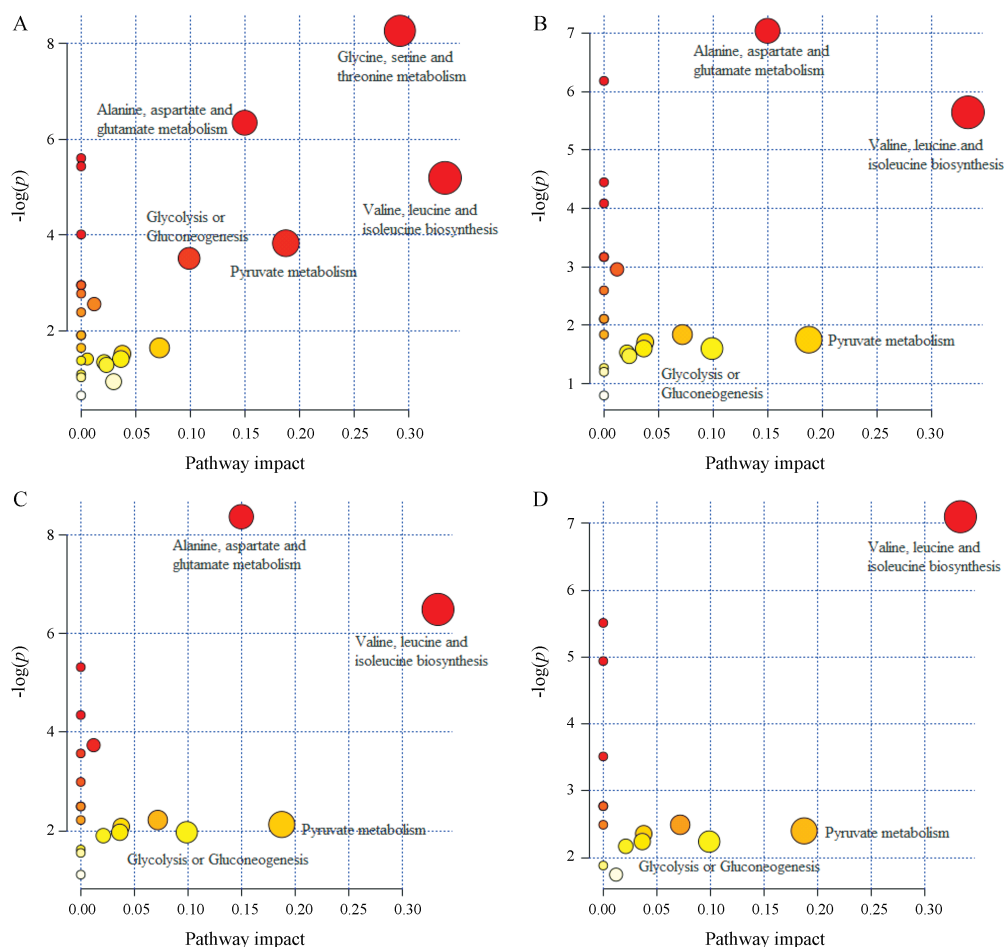 A
8
6
4
2
-log(p)
Glycine, serine and
threonine metabolism
Alanine, aspartate and
glutamate metabolism
Valine, leucine and
isoleucine biosynthesis
Glycolysis or
Gluconeogenesis
Pyruvate metabolism
0.00 0.05 0.10 0.15 0.20 0.25 0.30
Pathway impact
B
7
6
5
4
3
2
1
-log(p)
Alanine, aspartate and
glutamate metabolism
Valine, leucine and
isoleucine biosynthesis
Pyruvate metabolism
Glycolysis or
Gluconeogenesis
0.00 0.05 0.10 0.15 0.20 0.25 0.30
Pathway impact
C
8
6
4
2
-log(p)
Alanine, aspartate and
glutamate metabolism
Valine, leucine and
isoleucine biosynthesis
Pyruvate metabolism
Glycolysis or Gluconeogenesis
0.00 0.05 0.10 0.15 0.20 0.25 0.30
Pathway impact
D
7
6
5
4
3
2
-log(p)
Valine, leucine and
isoleucine biosynthesis
Pyruvate metabolism
Glycolysis or Gluconeogenesis
0.00 0.05 0.10 0.15 0.20 0.25 0.30
Pathway impact